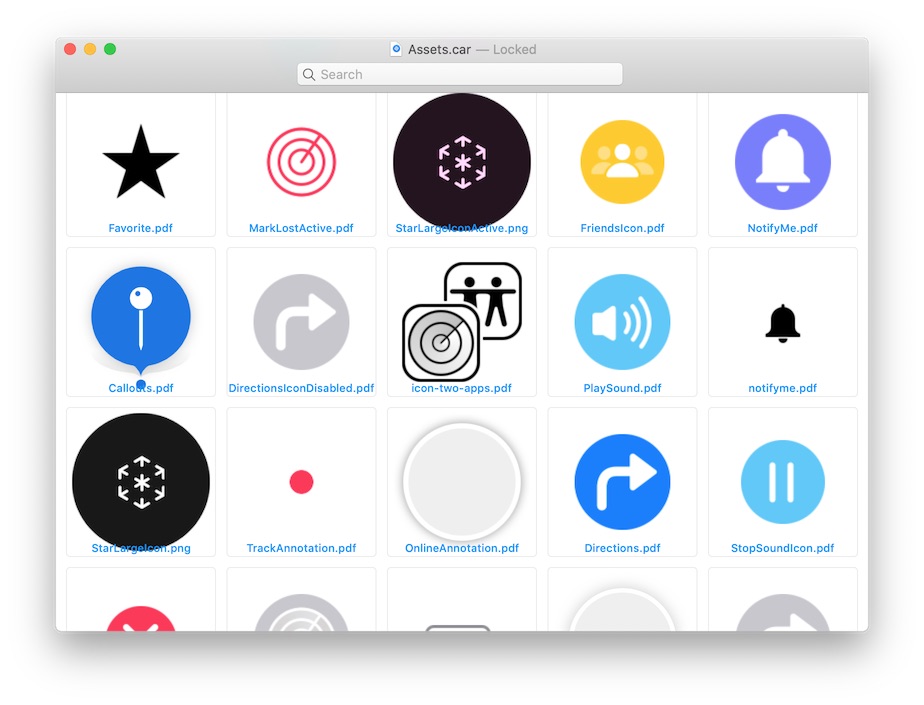 Assets.car — Locked
Search
Favorite.pdf
MarkLostActive.pdf
StarLargeIconActive.png
FriendsIcon.pdf
NotifyMe.pdf
Callouts.pdf
DirectionsIconDisabled.pdf
icon-two-apps.pdf
PlaySound.pdf
notifyme.pdf
StarLargeIcon.png
TrackAnnotation.pdf
OnlineAnnotation.pdf
Directions.pdf
StopSoundIcon.pdf